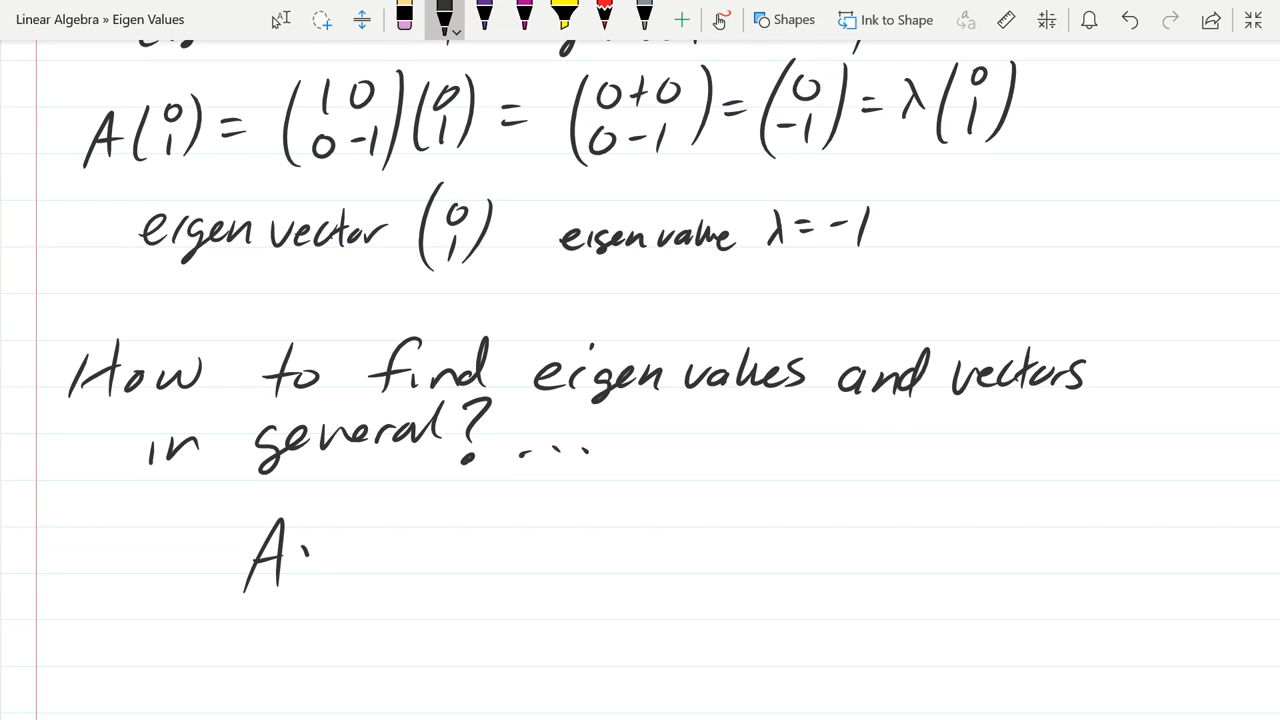 Linear Algebra » Eigen Values
Shapes
Ink to Shape
A(0 1) = (1 0 0 -1)(0 1) = (0+0 0-1) = (0 -1) = λ(0 1)
eigen vector (0 1) eigen value λ = -1
How to find eigen values and vectors
in general? ...
A